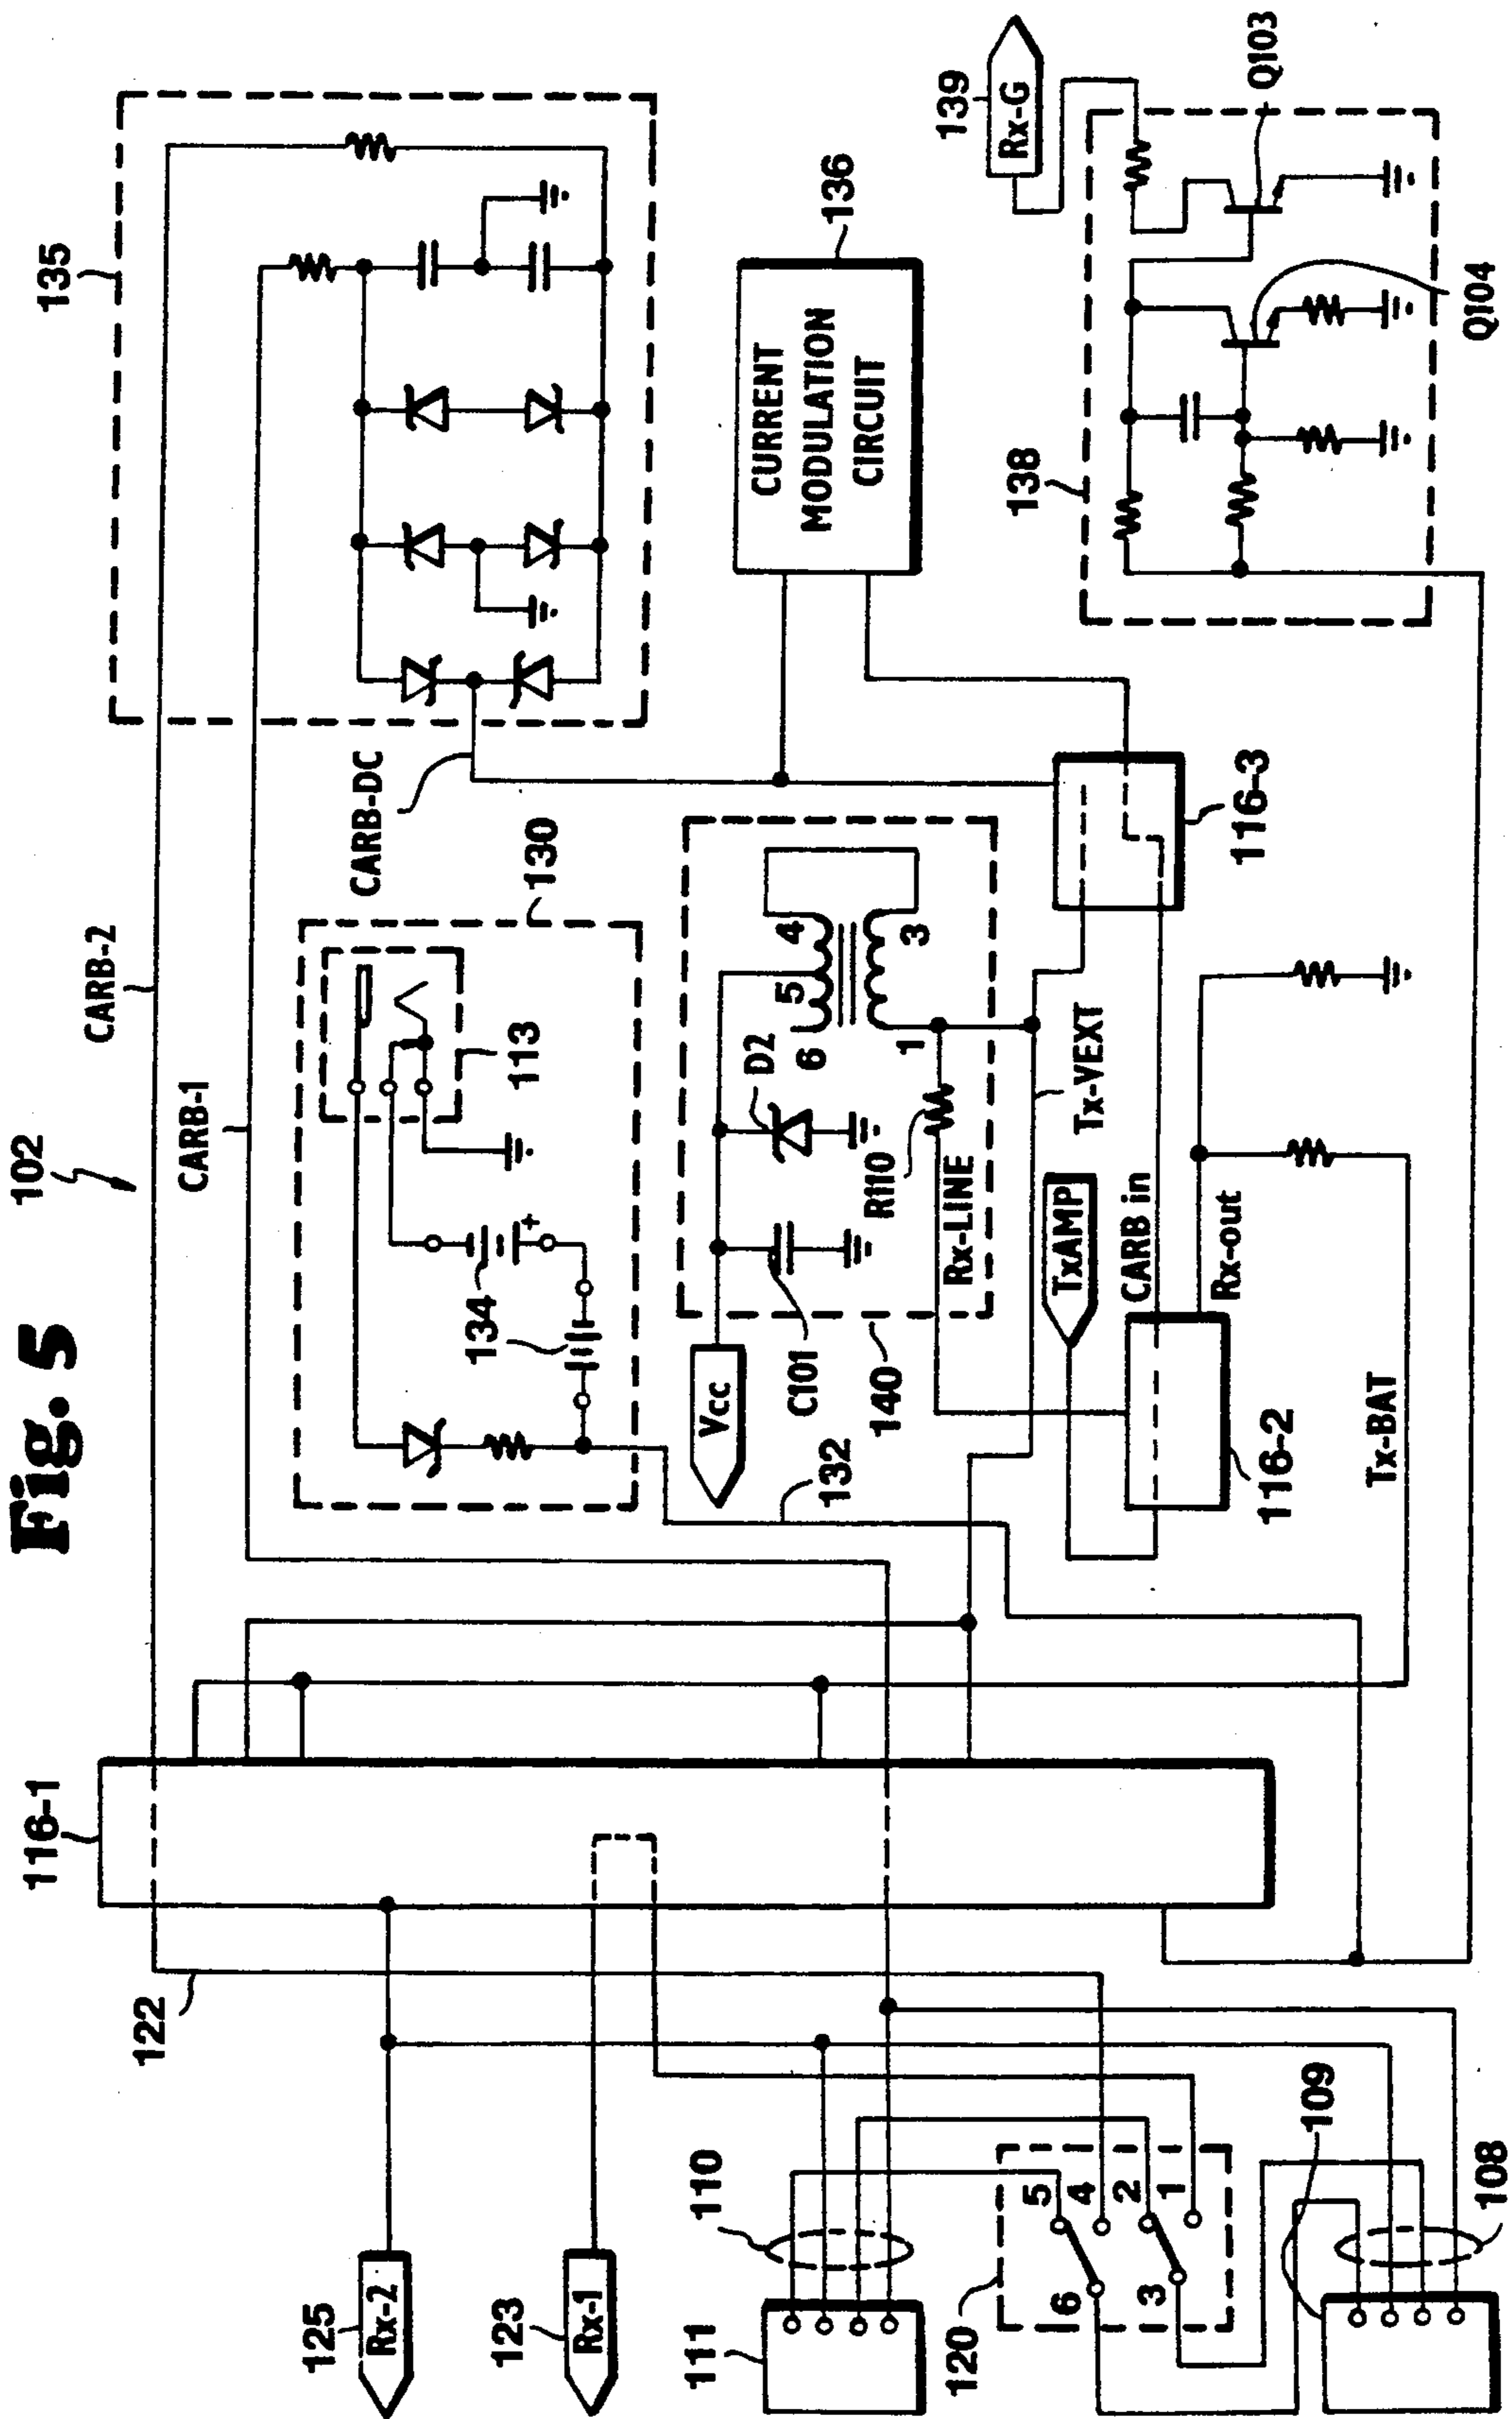 Fig. 5
102
116-1
122
125
Rx-2
123
Rx-1
110
111
120
5
4
2
1
6
3
109
108
CARB-2
CARB-1
135
CARB-DC
130
113
134
+
132
Vcc
C101
D2
R110
140
Rx-LINE
6
5
4
1
3
Tx-VEXT
TxAMP
CARB in
Rx-out
116-2
Tx-BAT
116-3
136
CURRENT
MODULATION
CIRCUIT
139
Rx-G
138
Q103
Q104